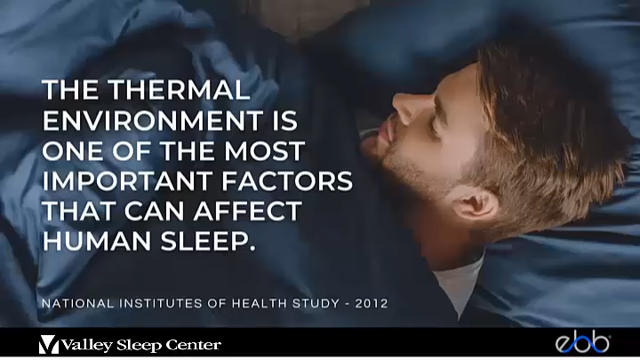 THE THERMAL
ENVIRONMENT IS
ONE OF THE MOST
IMPORTANT FACTORS
THAT CAN AFFECT
HUMAN SLEEP.
NATIONAL INSTITUTES OF HEALTH STUDY - 2012
Valley Sleep Center
ebb